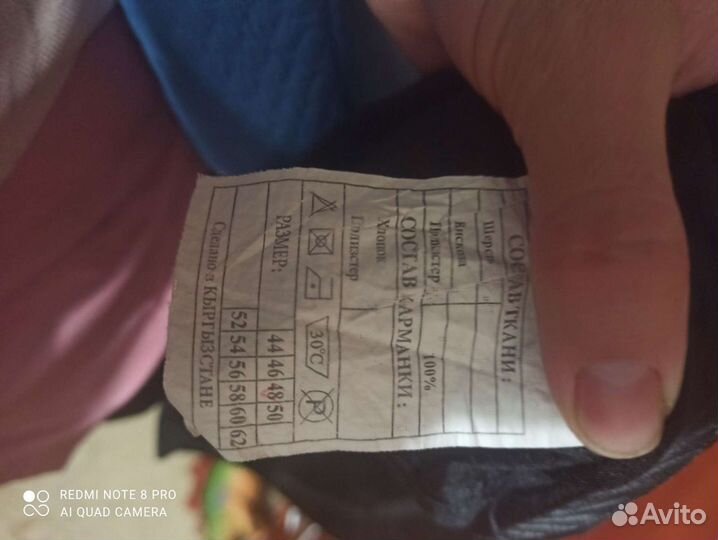 СОСТАВ ТКАНИ :
Шерсть
Вискоза
Полиэстер 100%
СОСТАВ КАРМАНКИ :
Хлопок
Полиэстер
30°C P
РАЗМЕР: 44 46 48 50
52 54 56 58 60 62
Сделано в КЫРГЫЗСТАНЕ
REDMI NOTE 8 PRO
AI QUAD CAMERA
Avito